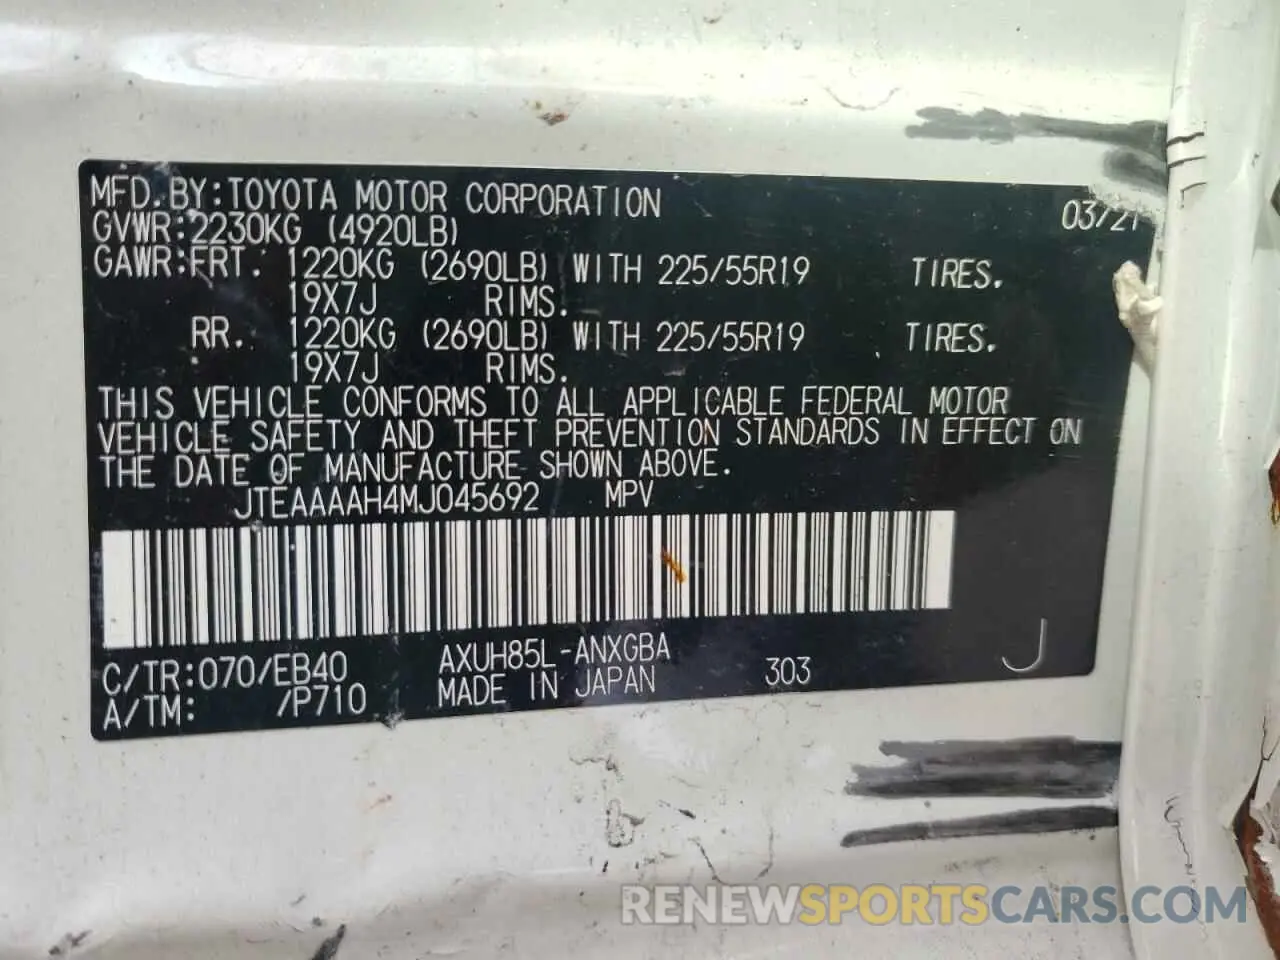 MFD.BY:TOYOTA MOTOR CORPORATION 03/21
GVWR:2230KG (4920LB)
GAWR:FRT. 1220KG (2690LB) WITH 225/55R19 TIRES.
19X7J RIMS.
RR. 1220KG (2690LB) WITH 225/55R19 TIRES.
19X7J RIMS.
THIS VEHICLE CONFORMS TO ALL APPLICABLE FEDERAL MOTOR
VEHICLE SAFETY AND THEFT PREVENTION STANDARDS IN EFFECT ON
THE DATE OF MANUFACTURE SHOWN ABOVE.
JTEAAAAH4MJ045692 MPV
C/TR:070/EB40 AXUH85L-ANXGBA
A/TM: /P710 MADE IN JAPAN 303 J
RENEWSPORTSCARS.COM